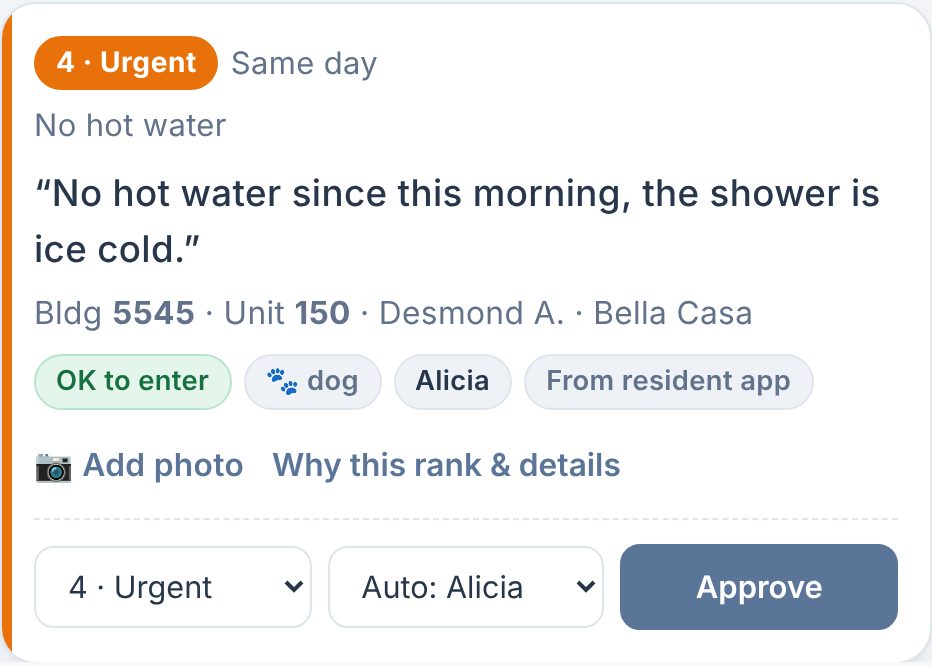 4 · Urgent Same day
No hot water
“No hot water since this morning, the shower is
ice cold.”
Bldg 5545 · Unit 150 · Desmond A. · Bella Casa
OK to enter 🐾 dog Alicia From resident app
📷 Add photo Why this rank & details
4 · Urgent Auto: Alicia Approve